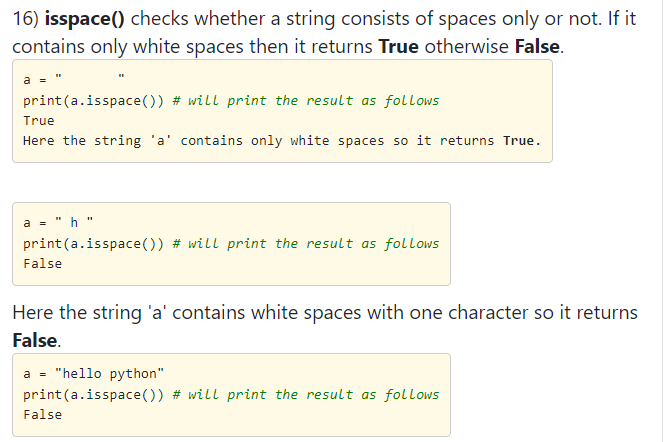 16) isspace() checks whether a string consists of spaces only or not. If it
contains only white spaces then it returns True otherwise False.
a = "        "
print(a.isspace()) # will print the result as follows
True
Here the string 'a' contains only white spaces so it returns True.
a = " h "
print(a.isspace()) # will print the result as follows
False
Here the string 'a' contains white spaces with one character so it returns
False.
a = "hello python"
print(a.isspace()) # will print the result as follows
False